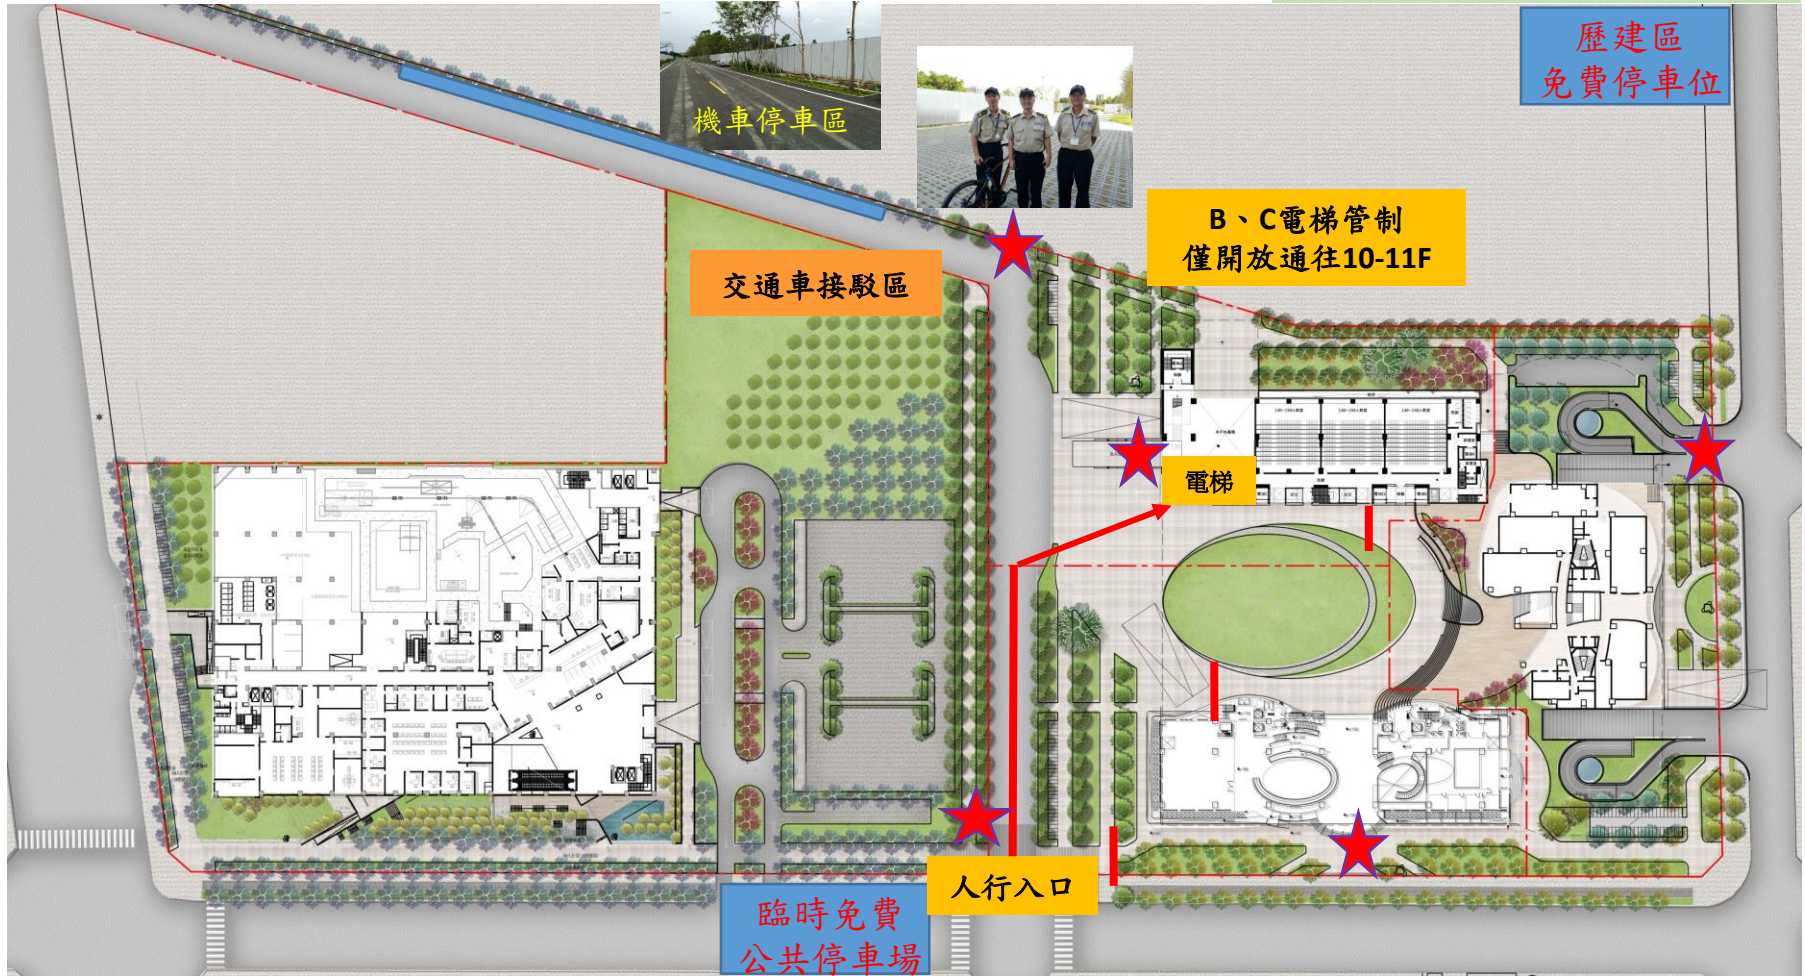 歷建區
免費停車位
機車停車區
B、C電梯管制
僅開放通往10-11F
交通車接駁區
電梯
人行入口
臨時免費
公共停車場